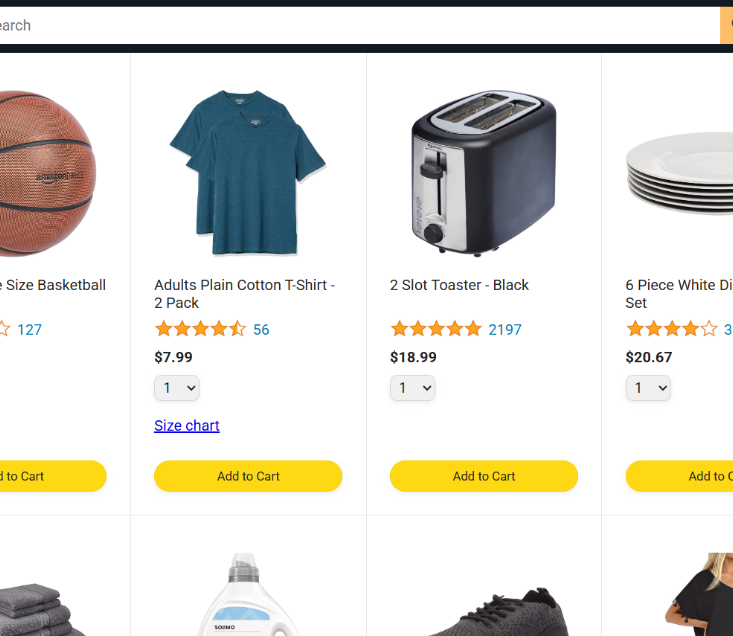 earch
e Size Basketball
127
d to Cart
Adults Plain Cotton T-Shirt -
2 Pack
56
$7.99
1
Size chart
Add to Cart
2 Slot Toaster - Black
2197
$18.99
1
Add to Cart
6 Piece White Di
Set
3
$20.67
1
Add to C
SOLIMO